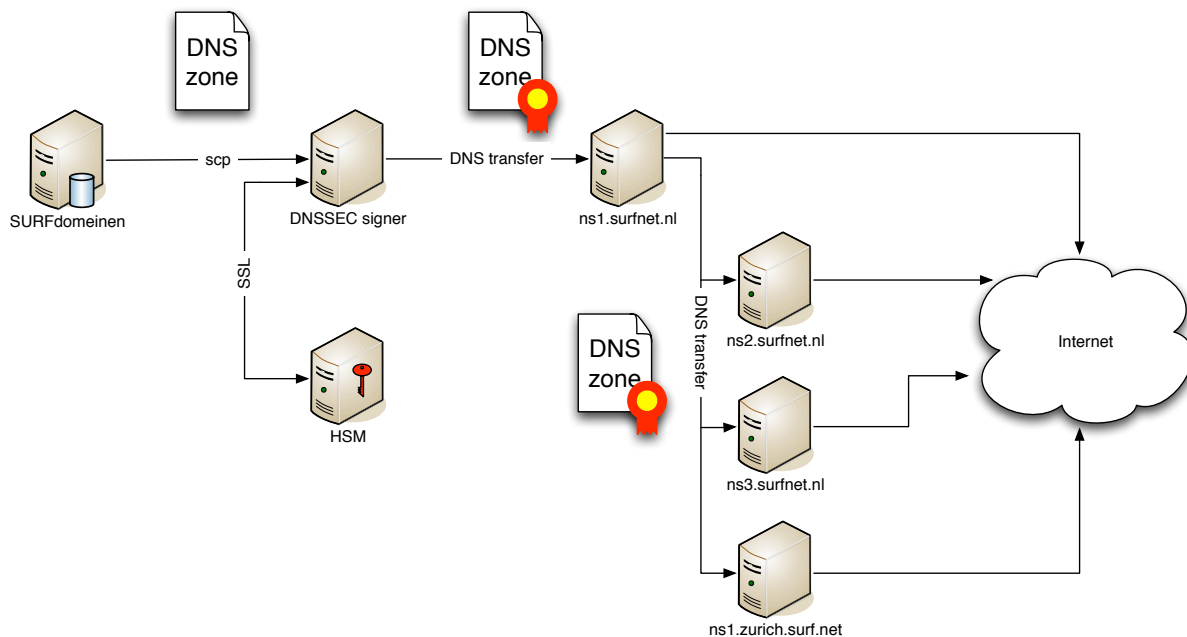 DNS
zone
DNS
zone
scp
DNS transfer
SURFdomeinen
DNSSEC signer
ns1.surfnet.nl
SSL
DNS transfer
ns2.surfnet.nl
Internet
DNS
zone
HSM
ns3.surfnet.nl
ns1.zurich.surf.net